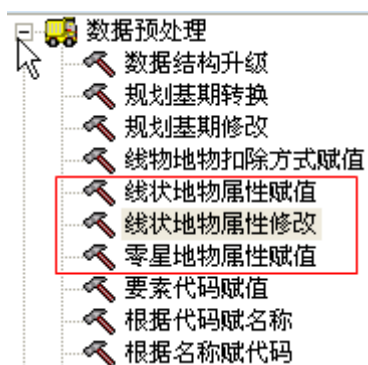 数据预处理
数据结构升级
规划基期转换
规划基期修改
线物地物扣除方式赋值
线状地物属性赋值
线状地物属性修改
零星地物属性赋值
要素代码赋值
根据代码赋名称
根据名称赋代码